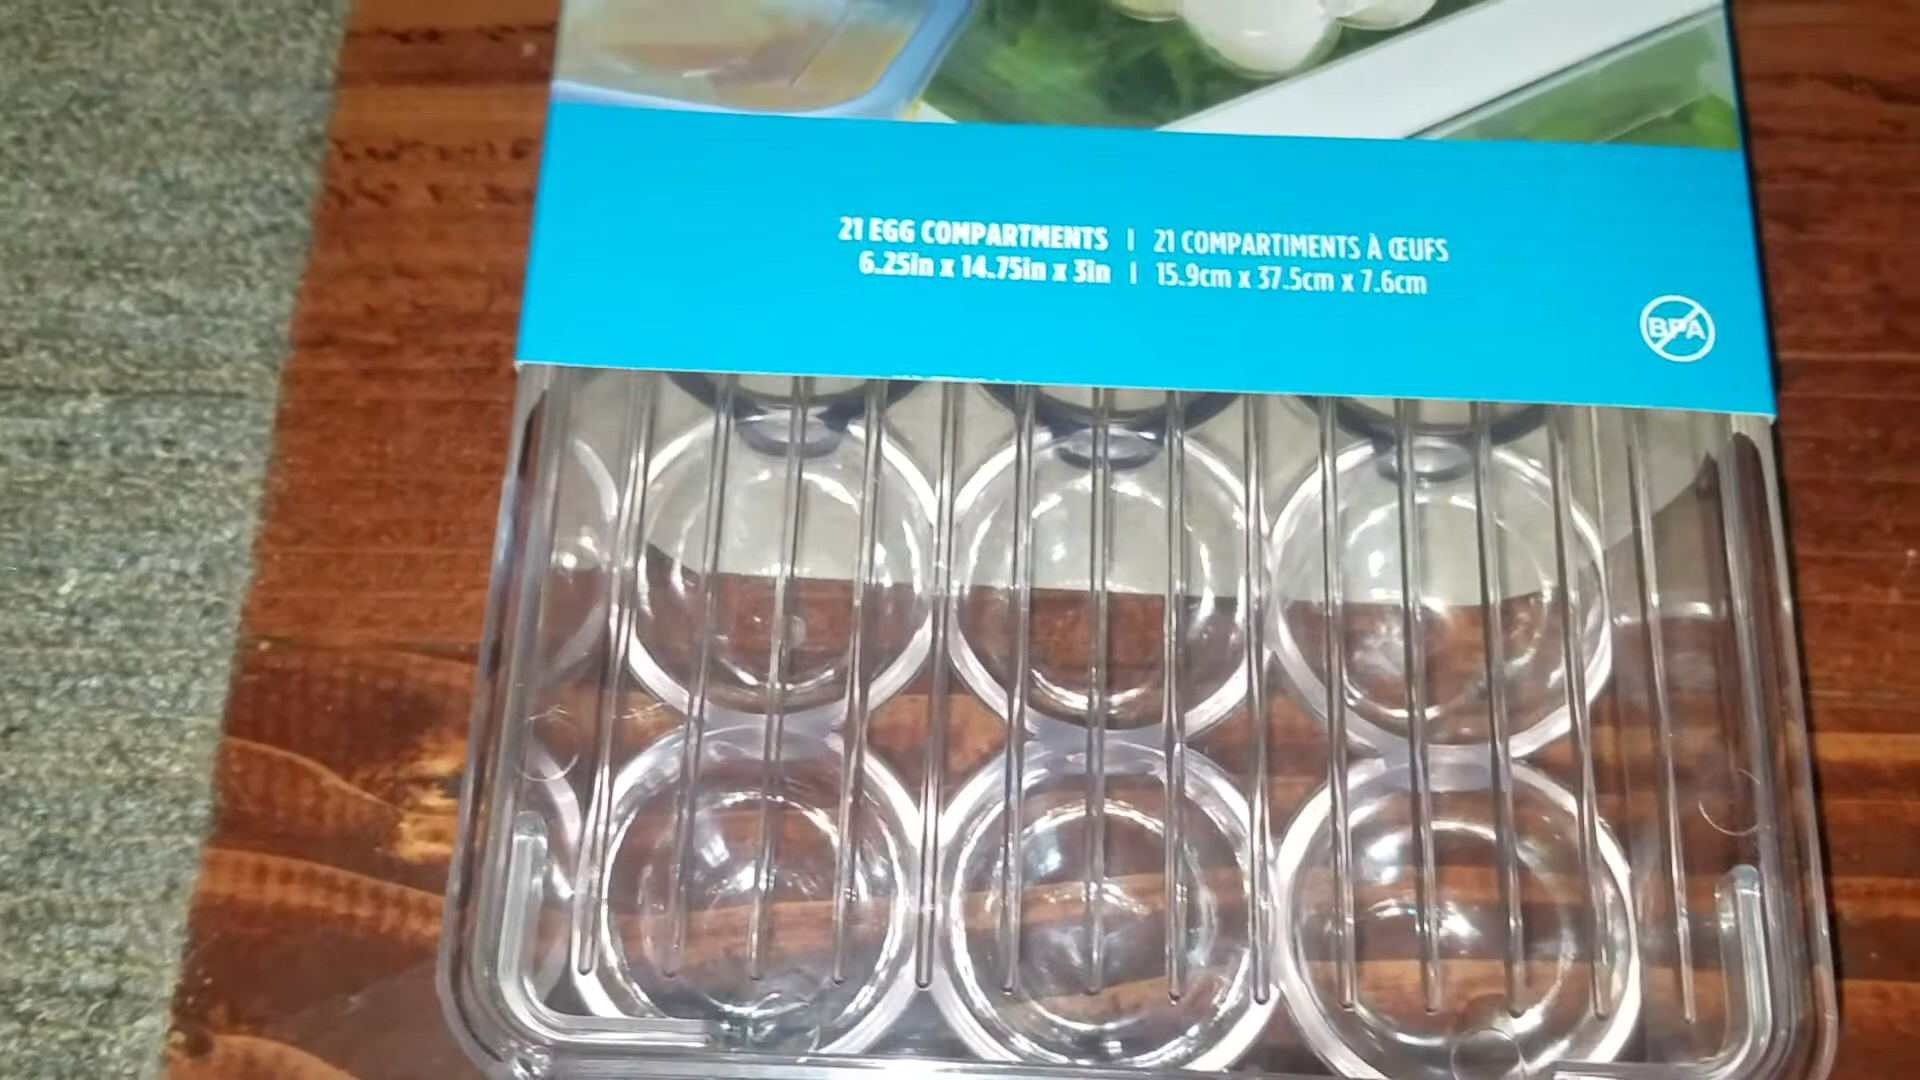 21 EGG COMPARTMENTS | 21 COMPARTIMENTS À ŒUFS
6.25in x 14.75in x 3in | 15.9cm x 37.5cm x 7.6cm
BPA